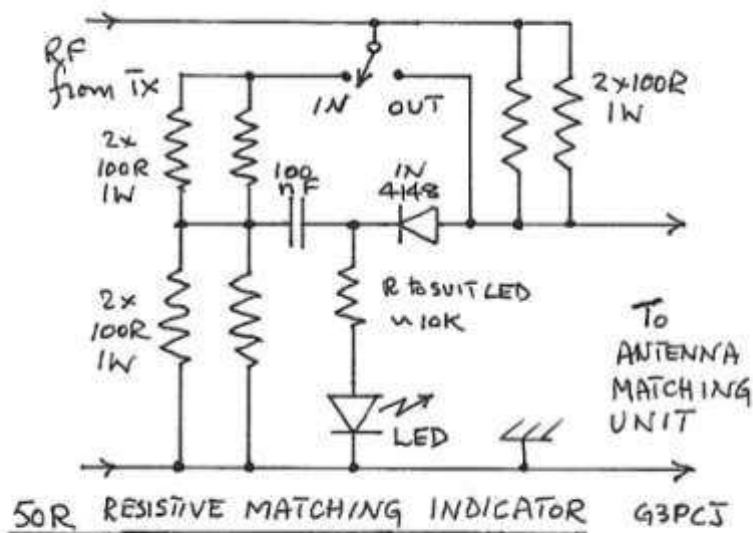 RF
from TX
IN
OUT
2x100R
1W
2x
100R
1W
100
nF
IN
4148
2x
100R
1W
R to SUIT LED
~ 10K
LED
To
ANTENNA
MATCHING
UNIT
50R RESISTIVE MATCHING INDICATOR G3PCJ